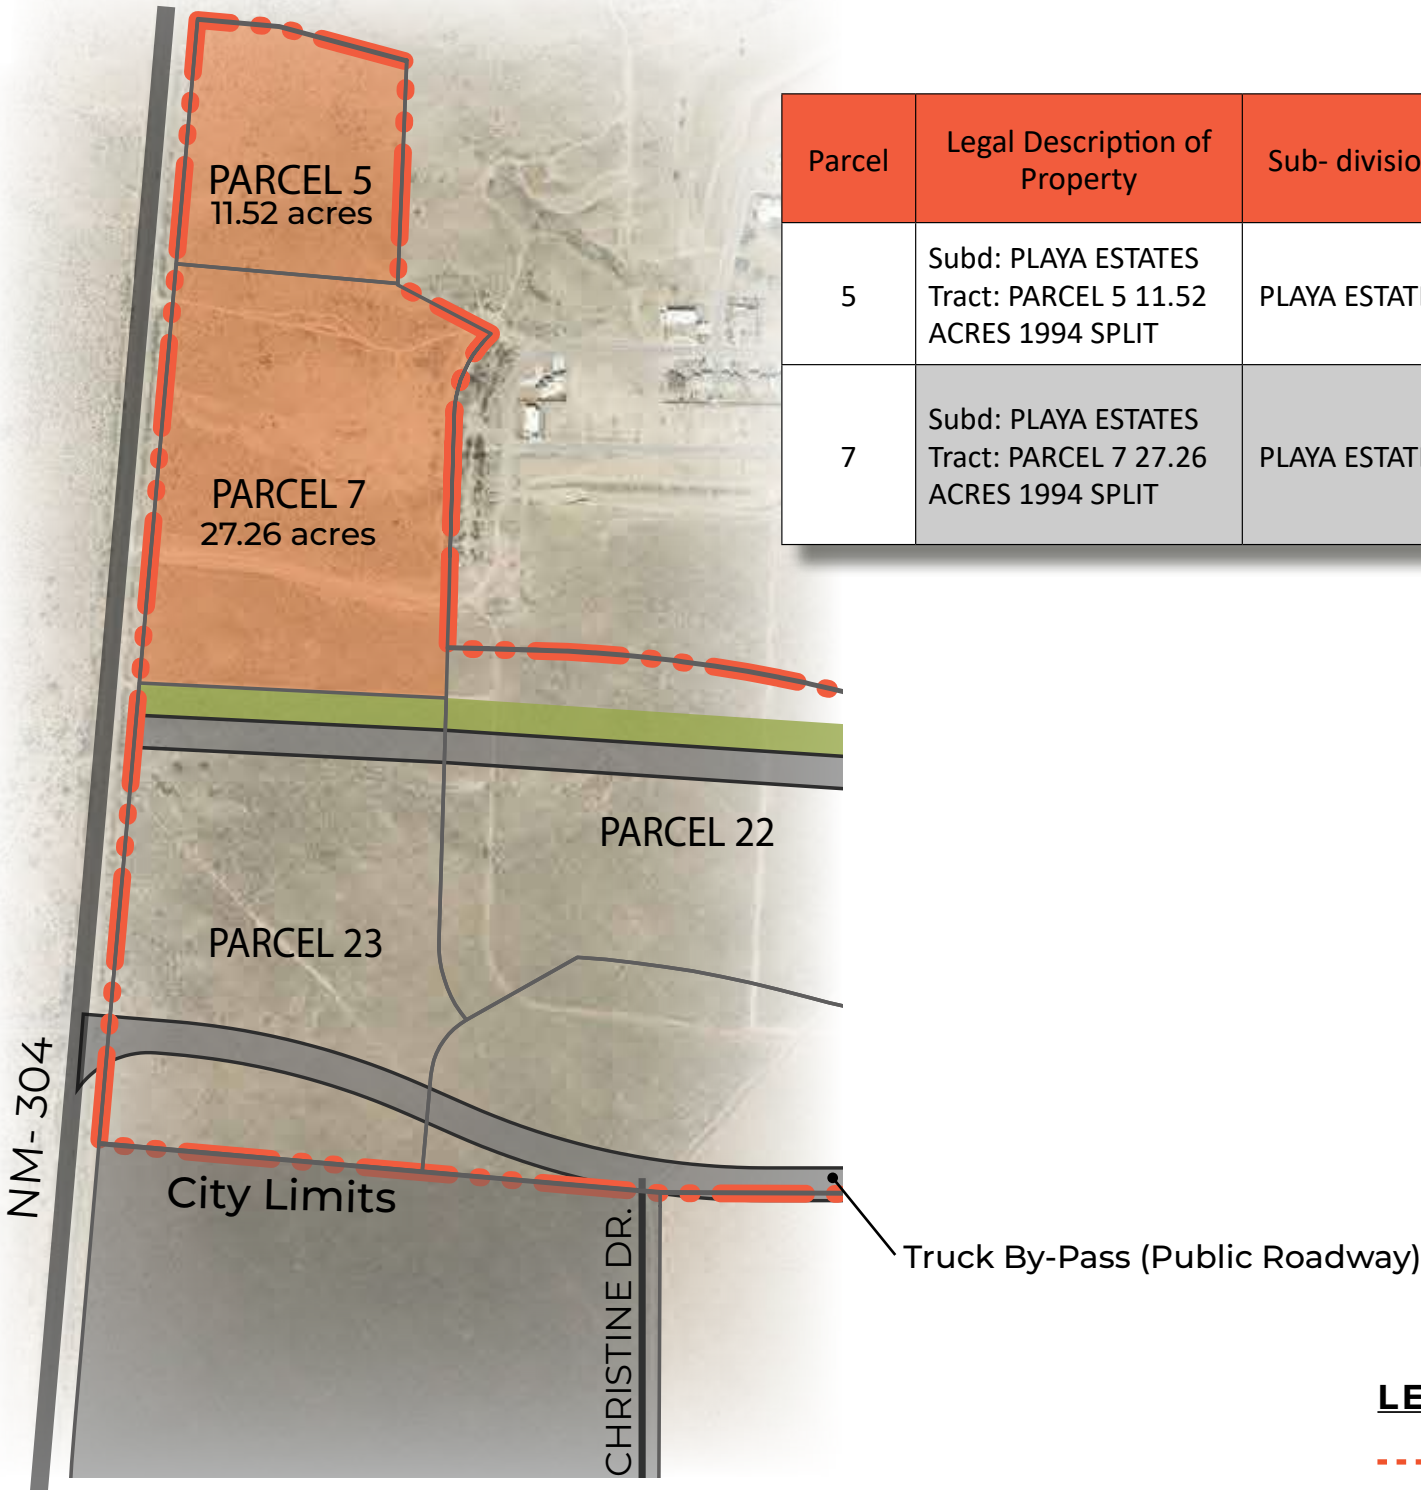 PARCEL 5
11.52 acres
PARCEL 7
27.26 acres
PARCEL 22
PARCEL 23
NM- 304
City Limits
CHRISTINE DR.
Truck By-Pass (Public Roadway)
Parcel
Legal Description of
Property
Sub- divisio
5
Subd: PLAYA ESTATES
Tract: PARCEL 5 11.52
ACRES 1994 SPLIT
PLAYA ESTAT
7
Subd: PLAYA ESTATES
Tract: PARCEL 7 27.26
ACRES 1994 SPLIT
PLAYA ESTAT
LE